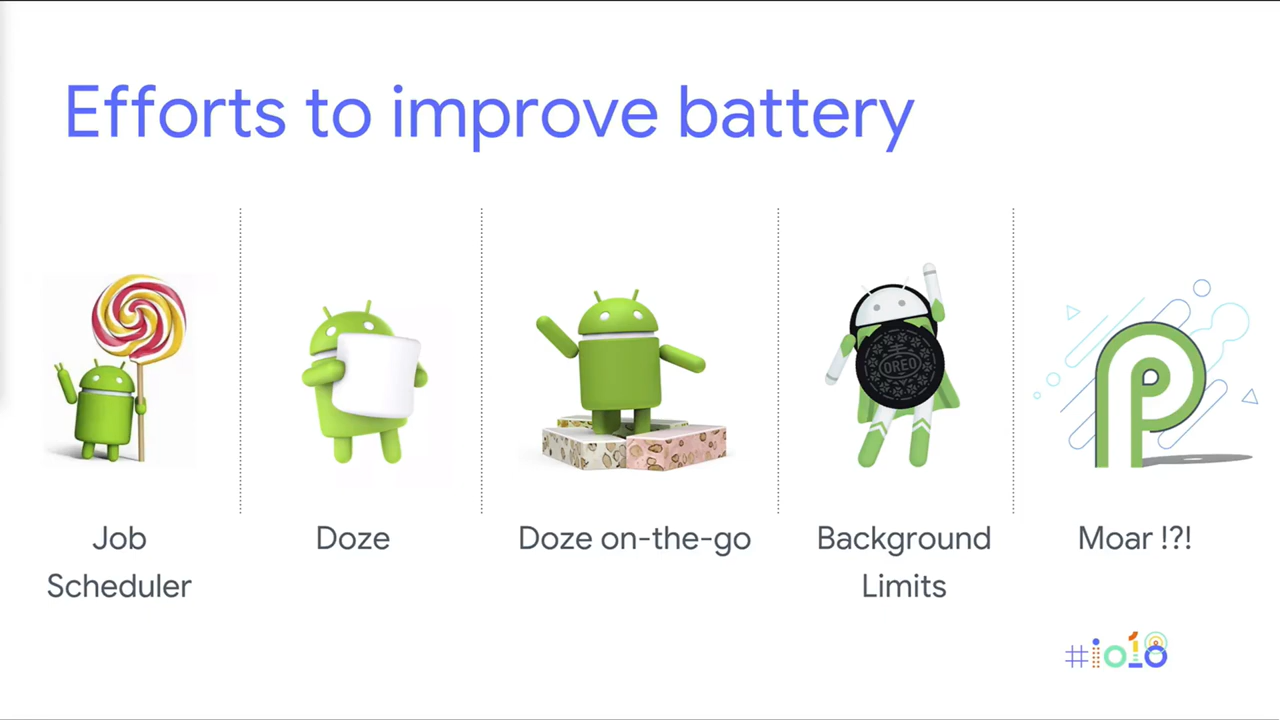 Efforts to improve battery
OREO
Job
Scheduler
Doze
Doze on-the-go
Background
Limits
Moar !?!
#io18